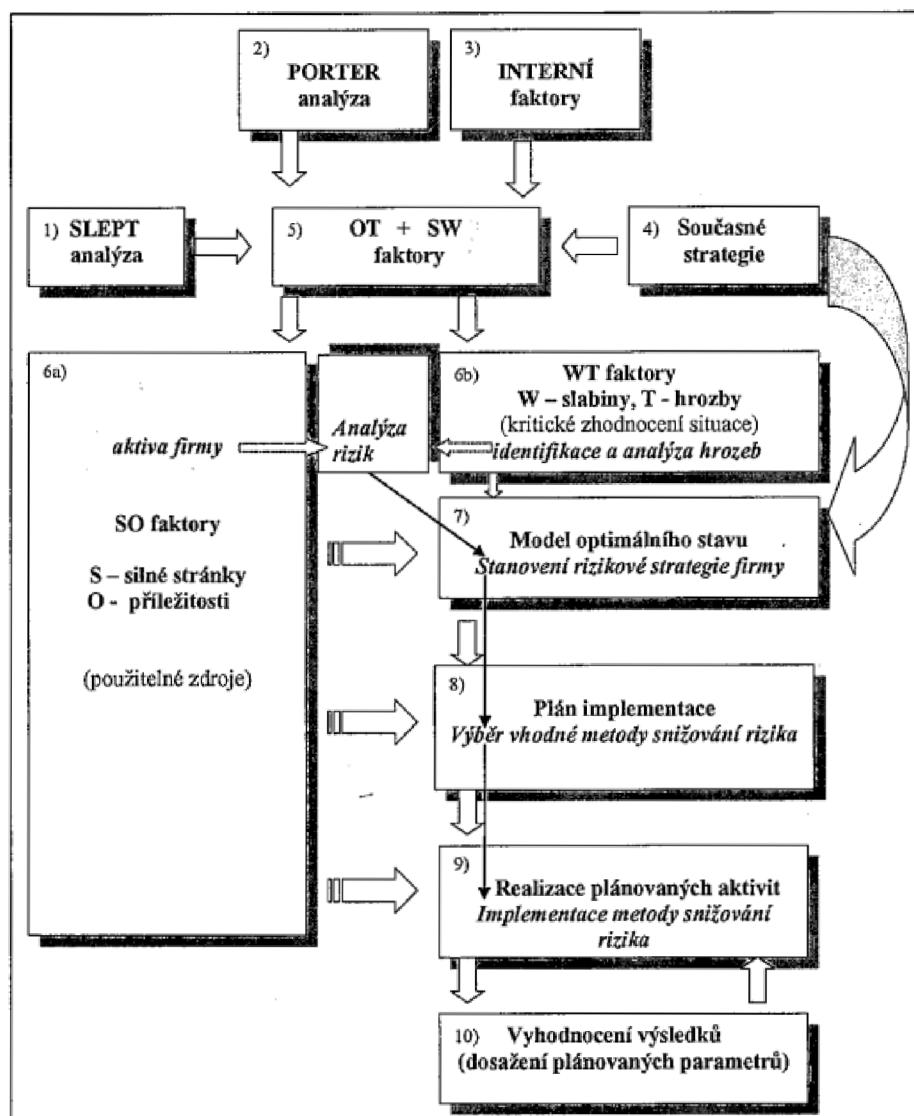 2)
PORTER
analýza
3)
INTERNÍ
faktory
1) SLEPT
analýza
5) OT + SW
faktory
4) Současné
strategie
6a)
aktiva firmy
SO faktory
S – silné stránky
O - příležitosti
(použitelné zdroje)
Analýza
rizik
6b)
WT faktory
W – slabiny, T - hrozby
(kritické zhodnocení situace)
identifikace a analýza hrozeb
7)
Model optimálního stavu
Stanovení rizikové strategie firmy
8)
Plán implementace
Výběr vhodné metody snižování rizika
9)
Realizace plánovaných aktivit
Implementace metody snižování
rizika
10) Vyhodnocení výsledků
(dosažení plánovaných parametrů)